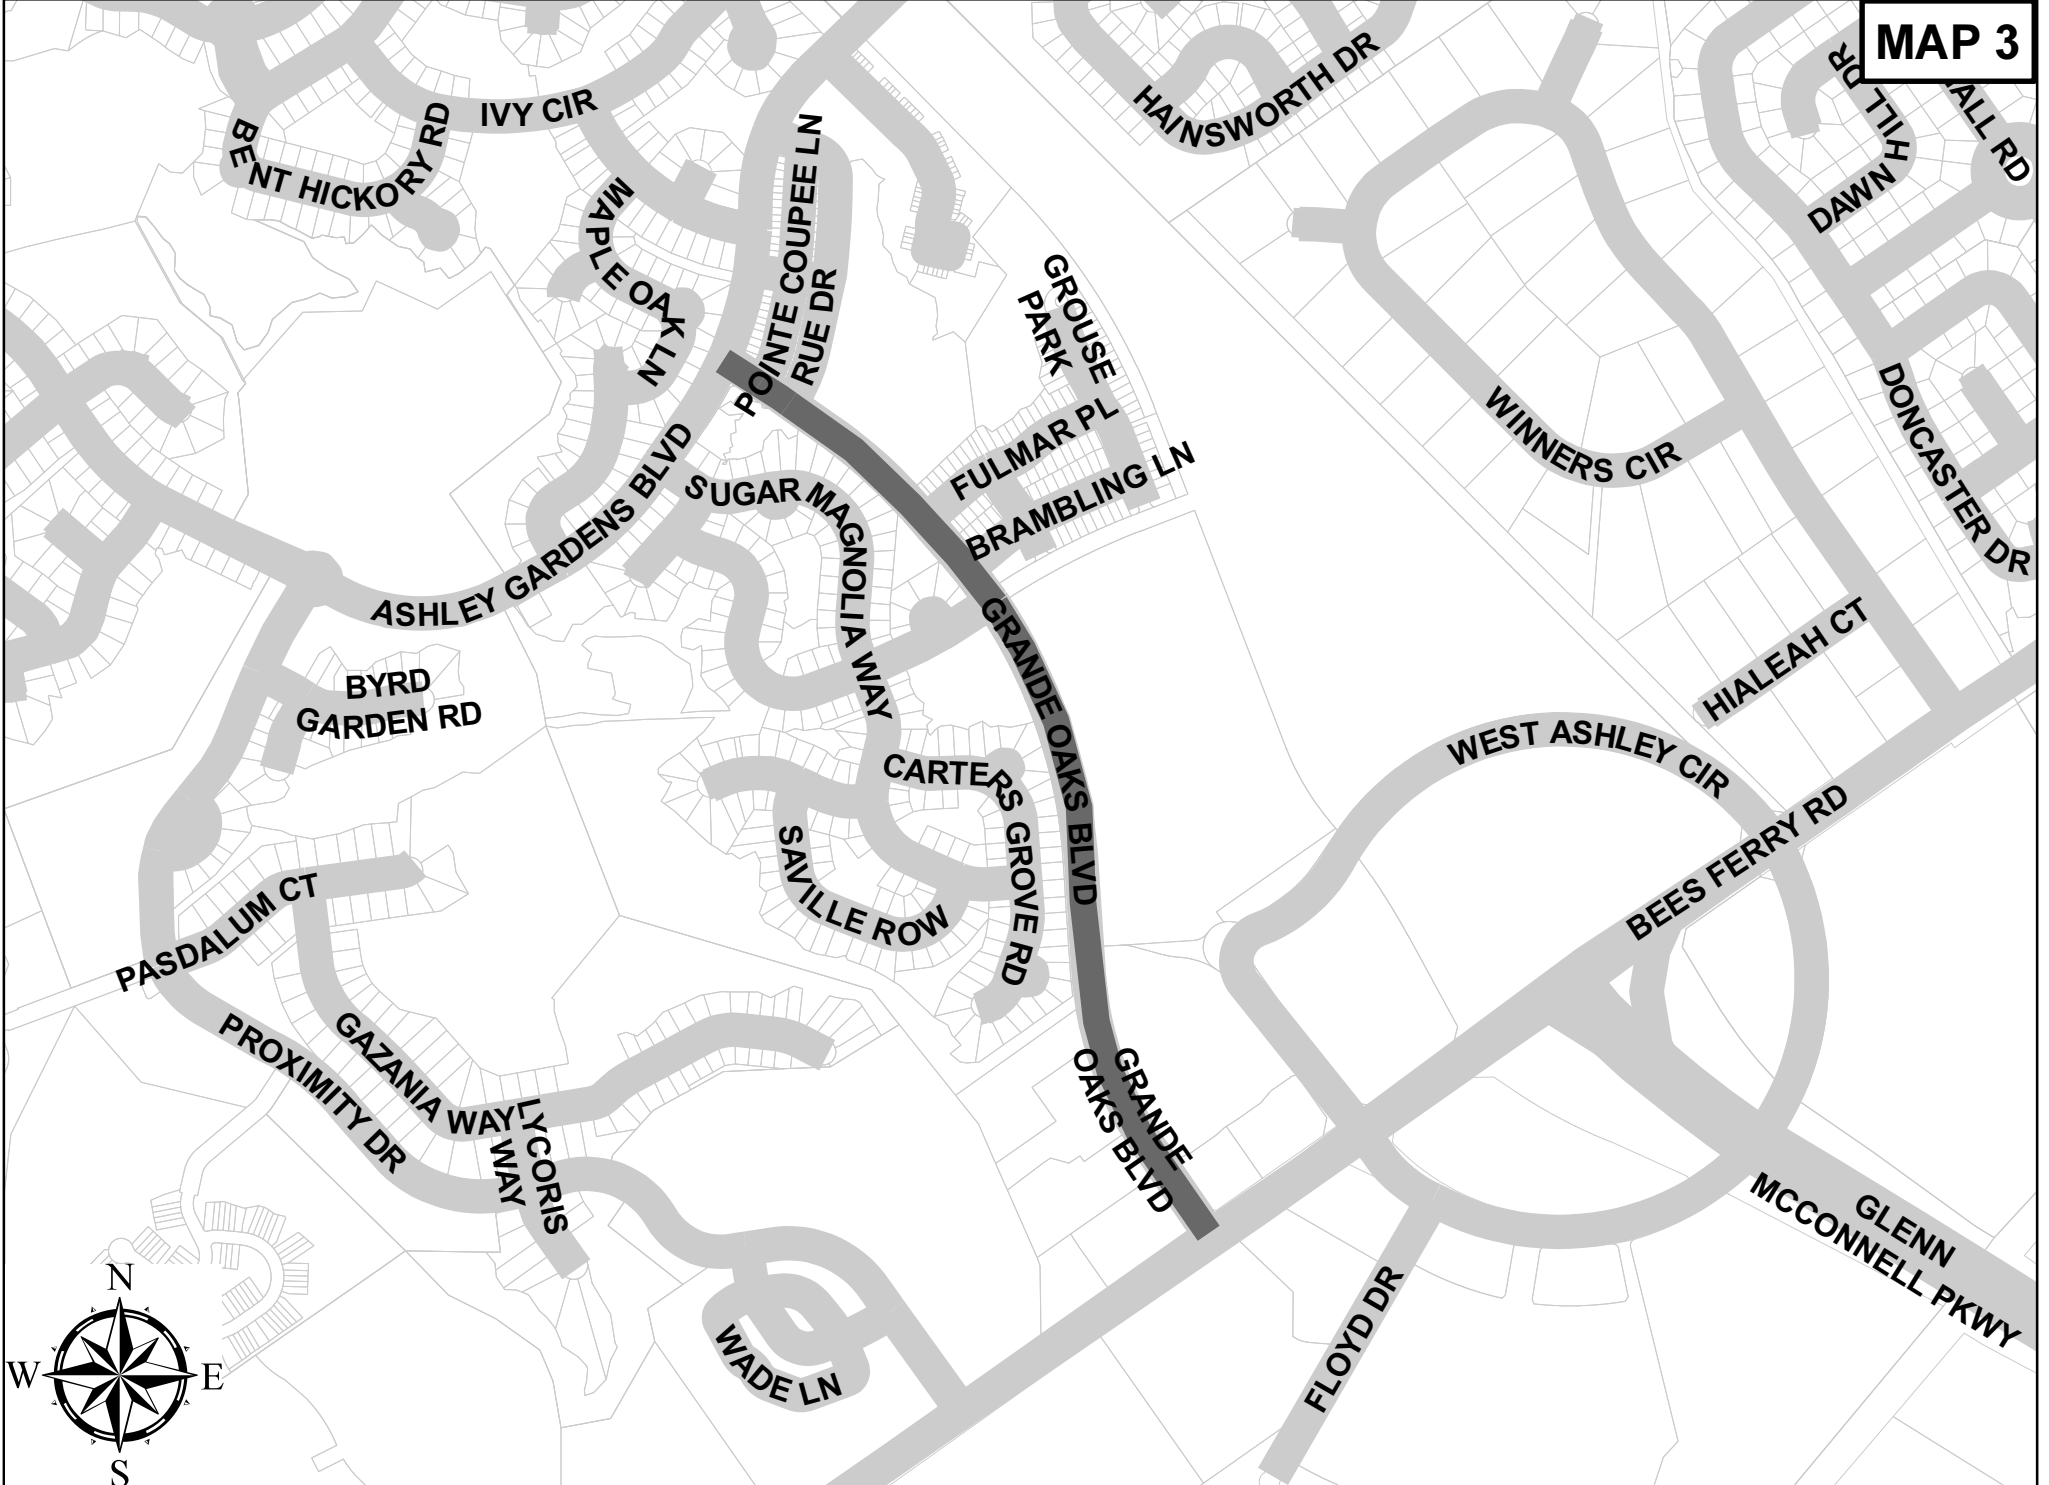 MAP 3
IVY CIR
BENT HICKORY RD
MAPLE OAK LN
POINTE COUPEE LN
RUE DR
HAINSWORTH DR
HILL DR
DAWN
ALL RD
GROUSE
PARK
FULMAR PL
BRAMBLING LN
WINNERS CIR
DONCASTER DR
ASHLEY GARDENS BLVD
SUGAR MAGNOLIA WAY
GRANDE OAKS BLVD
HIALEAH CT
BYRD
GARDEN RD
WEST ASHLEY CIR
CARTERS GROVE RD
SAVILLE ROW
BEES FERRY RD
PASDALUM CT
PROXIMITY DR
GAZANIA WAY
LYCORIS
WAY
GRANDE
OAKS BLVD
GLENN
MCCONNELL PKWY
FLOYD DR
WADE LN
N
W E
S